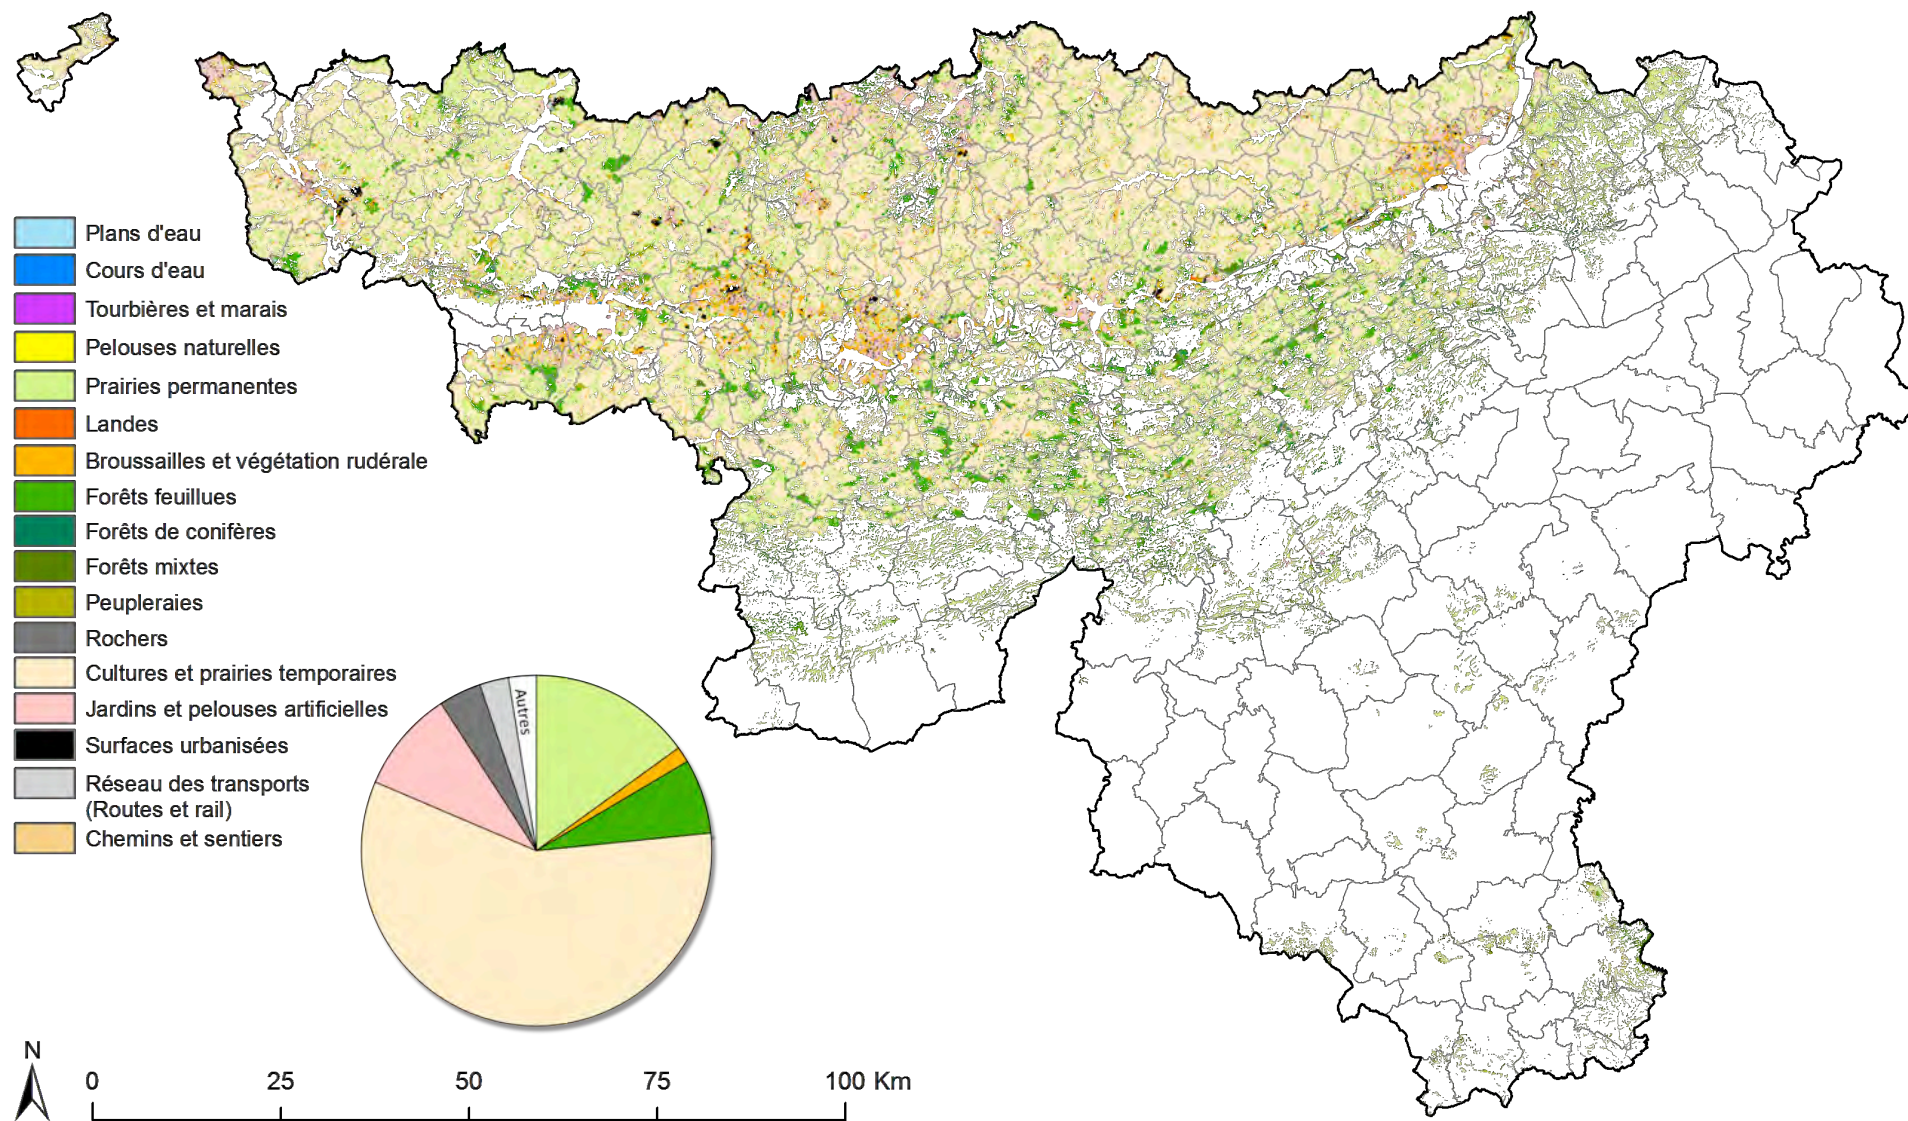 Plans d'eau
Cours d'eau
Tourbières et marais
Pelouses naturelles
Prairies permanentes
Landes
Broussailles et végétation rudérale
Forêts feuillues
Forêts de conifères
Forêts mixtes
Peupleraies
Rochers
Cultures et prairies temporaires
Jardins et pelouses artificielles
Surfaces urbanisées
Réseau des transports
(Routes et rail)
Chemins et sentiers
Autres
N
0 25 50 75 100 Km